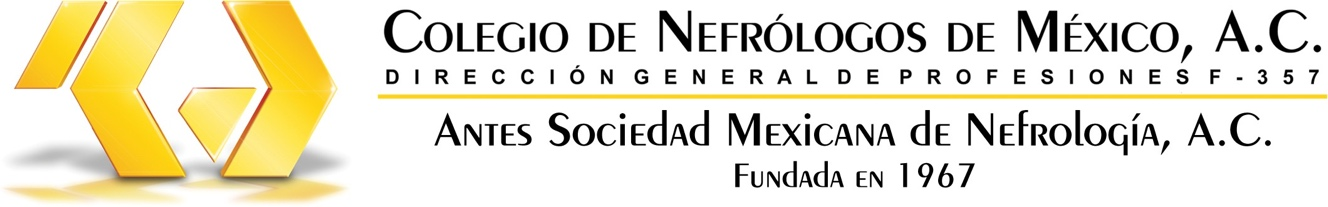 COLEGIO DE NEFRÓLOGOS DE MÉXICO, A.C.
DIRECCIÓN GENERAL DE PROFESIONES F-357
ANTES SOCIEDAD MEXICANA DE NEFROLOGÍA, A.C.
FUNDADA EN 1967